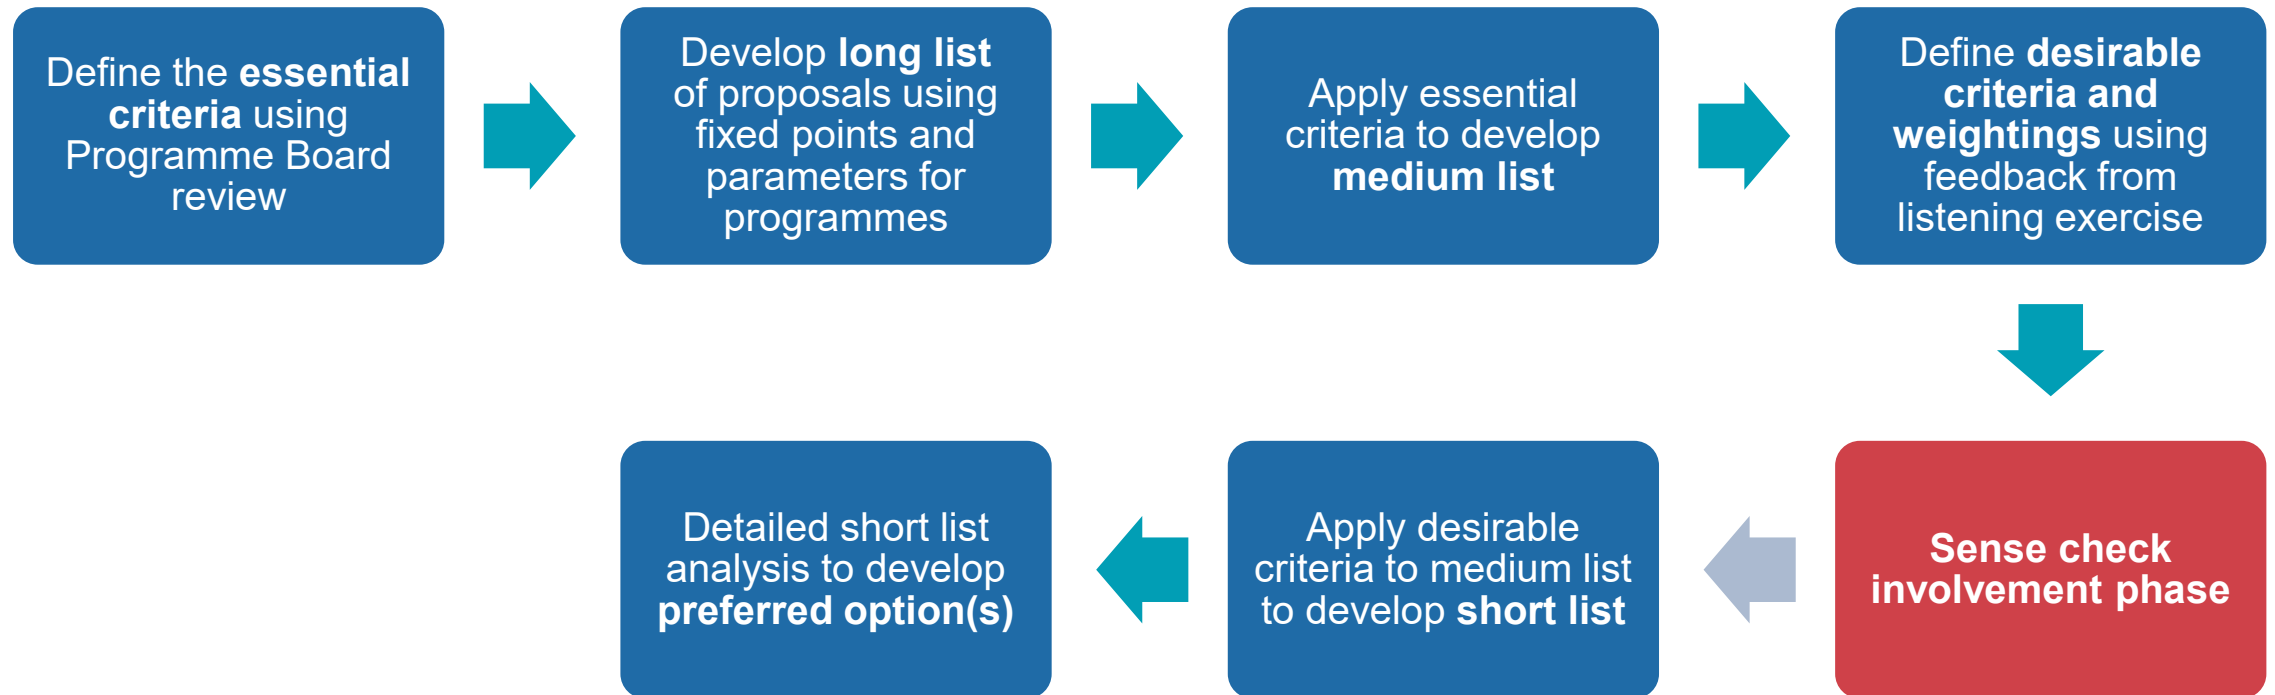 Define the essential
criteria using
Programme Board
review
Develop long list
of proposals using
fixed points and
parameters for
programmes
Apply essential
criteria to develop
medium list
Define desirable
criteria and
weightings using
feedback from
listening exercise
Sense check
involvement phase
Apply desirable
criteria to medium list
to develop short list
Detailed short list
analysis to develop
preferred option(s)